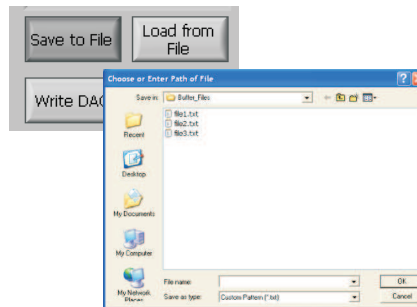 Save to File
Load from
File
Write DAC
Choose or Enter Path of File
Save in:
Buffer_Files
file1.txt
file2.txt
file3.txt
Recent
Desktop
My Documents
My Computer
My Network
Places
File name:
OK
Save as type:
Custom Pattern (*.txt)
Cancel